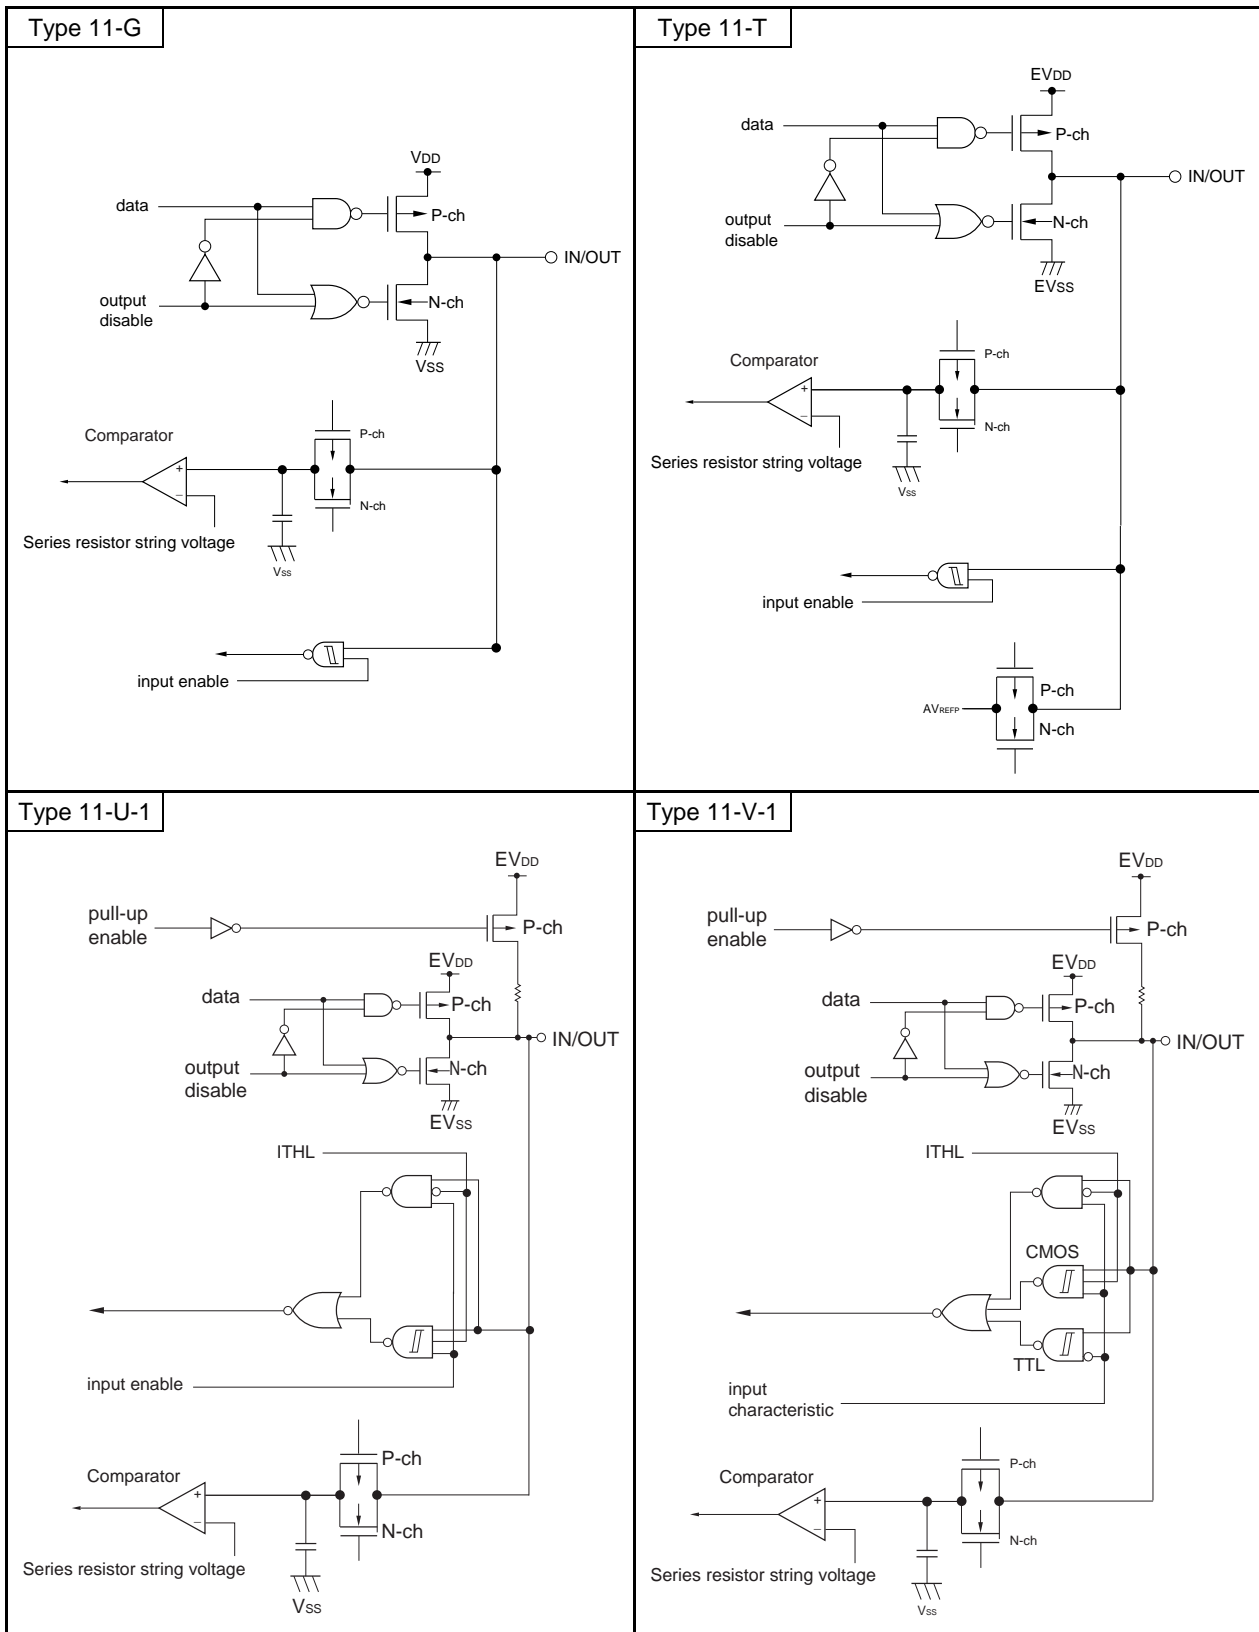 Type 11-G
VDD
data
P-ch
IN/OUT
output
disable
N-ch
VSS
Comparator
P-ch
+
–
N-ch
Series resistor string voltage
VSS
input enable
Type 11-T
EVDD
data
P-ch
IN/OUT
output
disable
N-ch
EVSS
Comparator
P-ch
+
–
N-ch
Series resistor string voltage
VSS
input enable
P-ch
AVREFP
N-ch
Type 11-U-1
EVDD
pull-up
enable
P-ch
EVDD
data
P-ch
IN/OUT
output
disable
N-ch
EVSS
ITHL
input enable
P-ch
Comparator
+
–
N-ch
Series resistor string voltage
VSS
Type 11-V-1
EVDD
pull-up
enable
P-ch
EVDD
data
P-ch
IN/OUT
output
disable
N-ch
EVSS
ITHL
CMOS
TTL
input
characteristic
P-ch
Comparator
+
–
N-ch
Series resistor string voltage
VSS